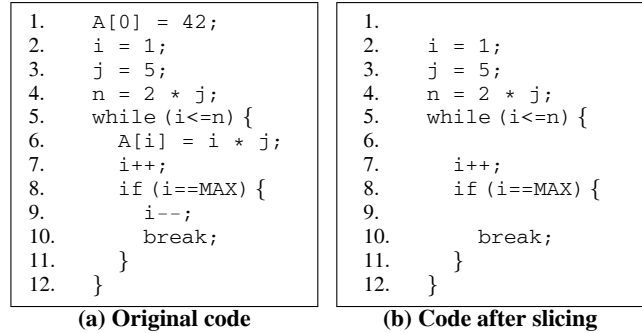 1. A[0] = 42;
2. i = 1;
3. j = 5;
4. n = 2 * j;
5. while (i<=n) {
6. A[i] = i * j;
7. i++;
8. if (i==MAX) {
9. i--;
10. break;
11. }
12. }
(a) Original code
1.
2. i = 1;
3. j = 5;
4. n = 2 * j;
5. while (i<=n) {
6.
7. i++;
8. if (i==MAX) {
9.
10. break;
11. }
12. }
(b) Code after slicing